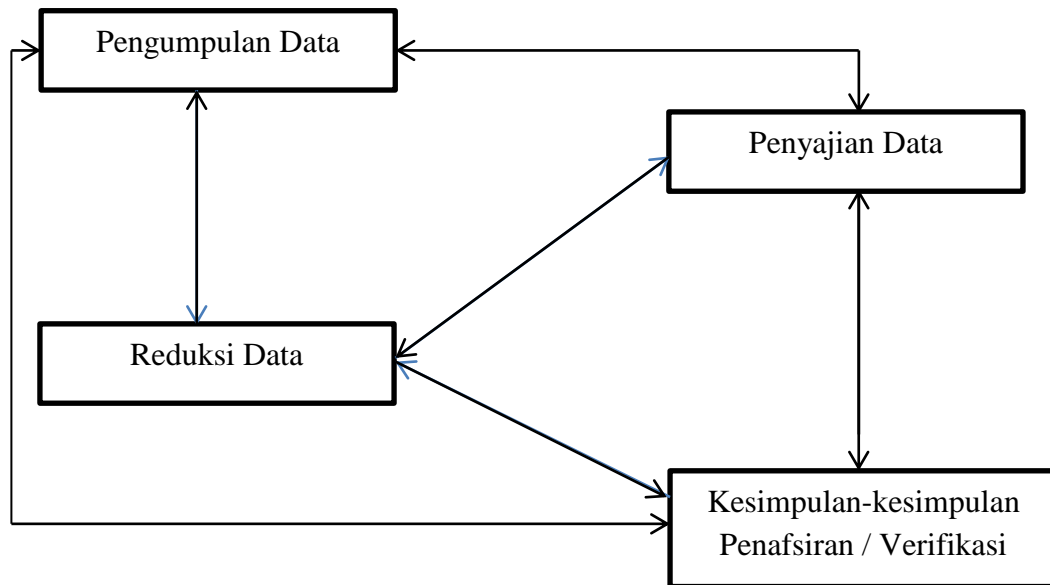 Pengumpulan Data
Penyajian Data
Reduksi Data
Kesimpulan-kesimpulan
Penafsiran / Verifikasi